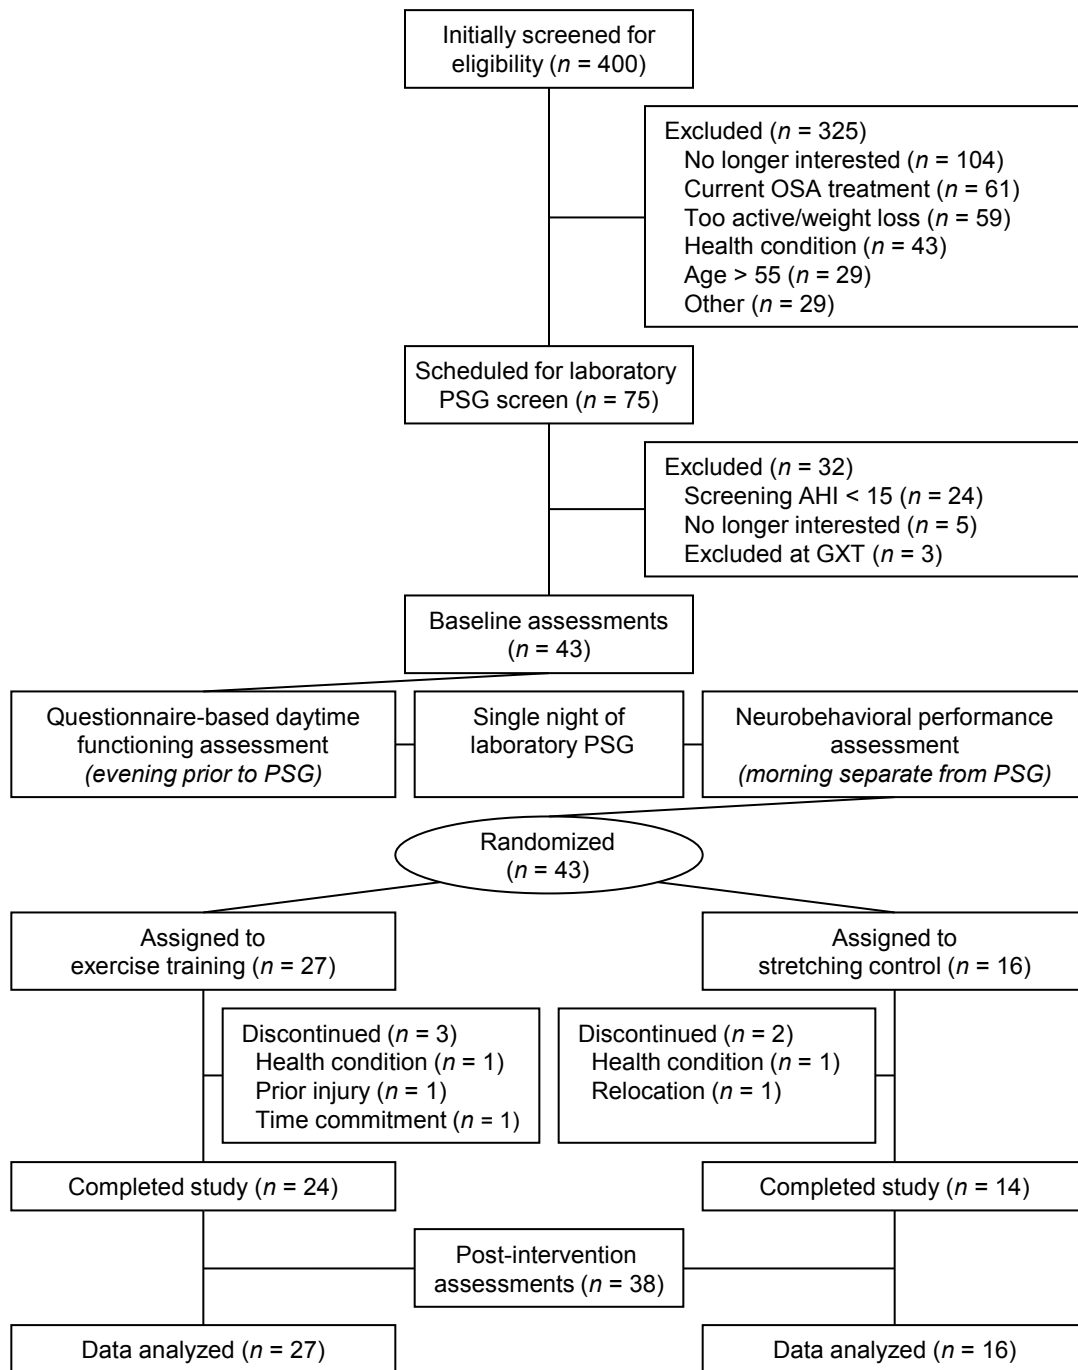 Initially screened for
eligibility (n = 400)
Excluded (n = 325)
No longer interested (n = 104)
Current OSA treatment (n = 61)
Too active/weight loss (n = 59)
Health condition (n = 43)
Age > 55 (n = 29)
Other (n = 29)
Scheduled for laboratory
PSG screen (n = 75)
Excluded (n = 32)
Screening AHI < 15 (n = 24)
No longer interested (n = 5)
Excluded at GXT (n = 3)
Baseline assessments
(n = 43)
Questionnaire-based daytime
functioning assessment
(evening prior to PSG)
Single night of
laboratory PSG
Neurobehavioral performance
assessment
(morning separate from PSG)
Randomized
(n = 43)
Assigned to
exercise training (n = 27)
Assigned to
stretching control (n = 16)
Discontinued (n = 3)
Health condition (n = 1)
Prior injury (n = 1)
Time commitment (n = 1)
Discontinued (n = 2)
Health condition (n = 1)
Relocation (n = 1)
Completed study (n = 24)
Completed study (n = 14)
Post-intervention
assessments (n = 38)
Data analyzed (n = 27)
Data analyzed (n = 16)